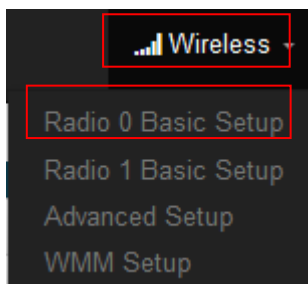 Wireless
Radio 0 Basic Setup
Radio 1 Basic Setup
Advanced Setup
WMM Setup